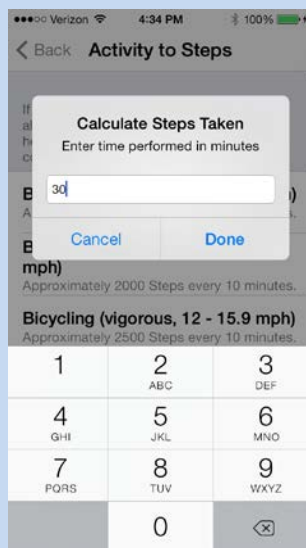 Verizon 4:34 PM 100%
Back Activity to Steps
If
Calculate Steps Taken
Enter time performed in minutes
30
Cancel Done
mph)
Approximately 2000 Steps every 10 minutes.
Bicycling (vigorous, 12 - 15.9 mph)
Approximately 2500 Steps every 10 minutes.
1 2 3
ABC DEF
4 5 6
GHI JKL MNO
7 8 9
PQRS TUV WXYZ
0